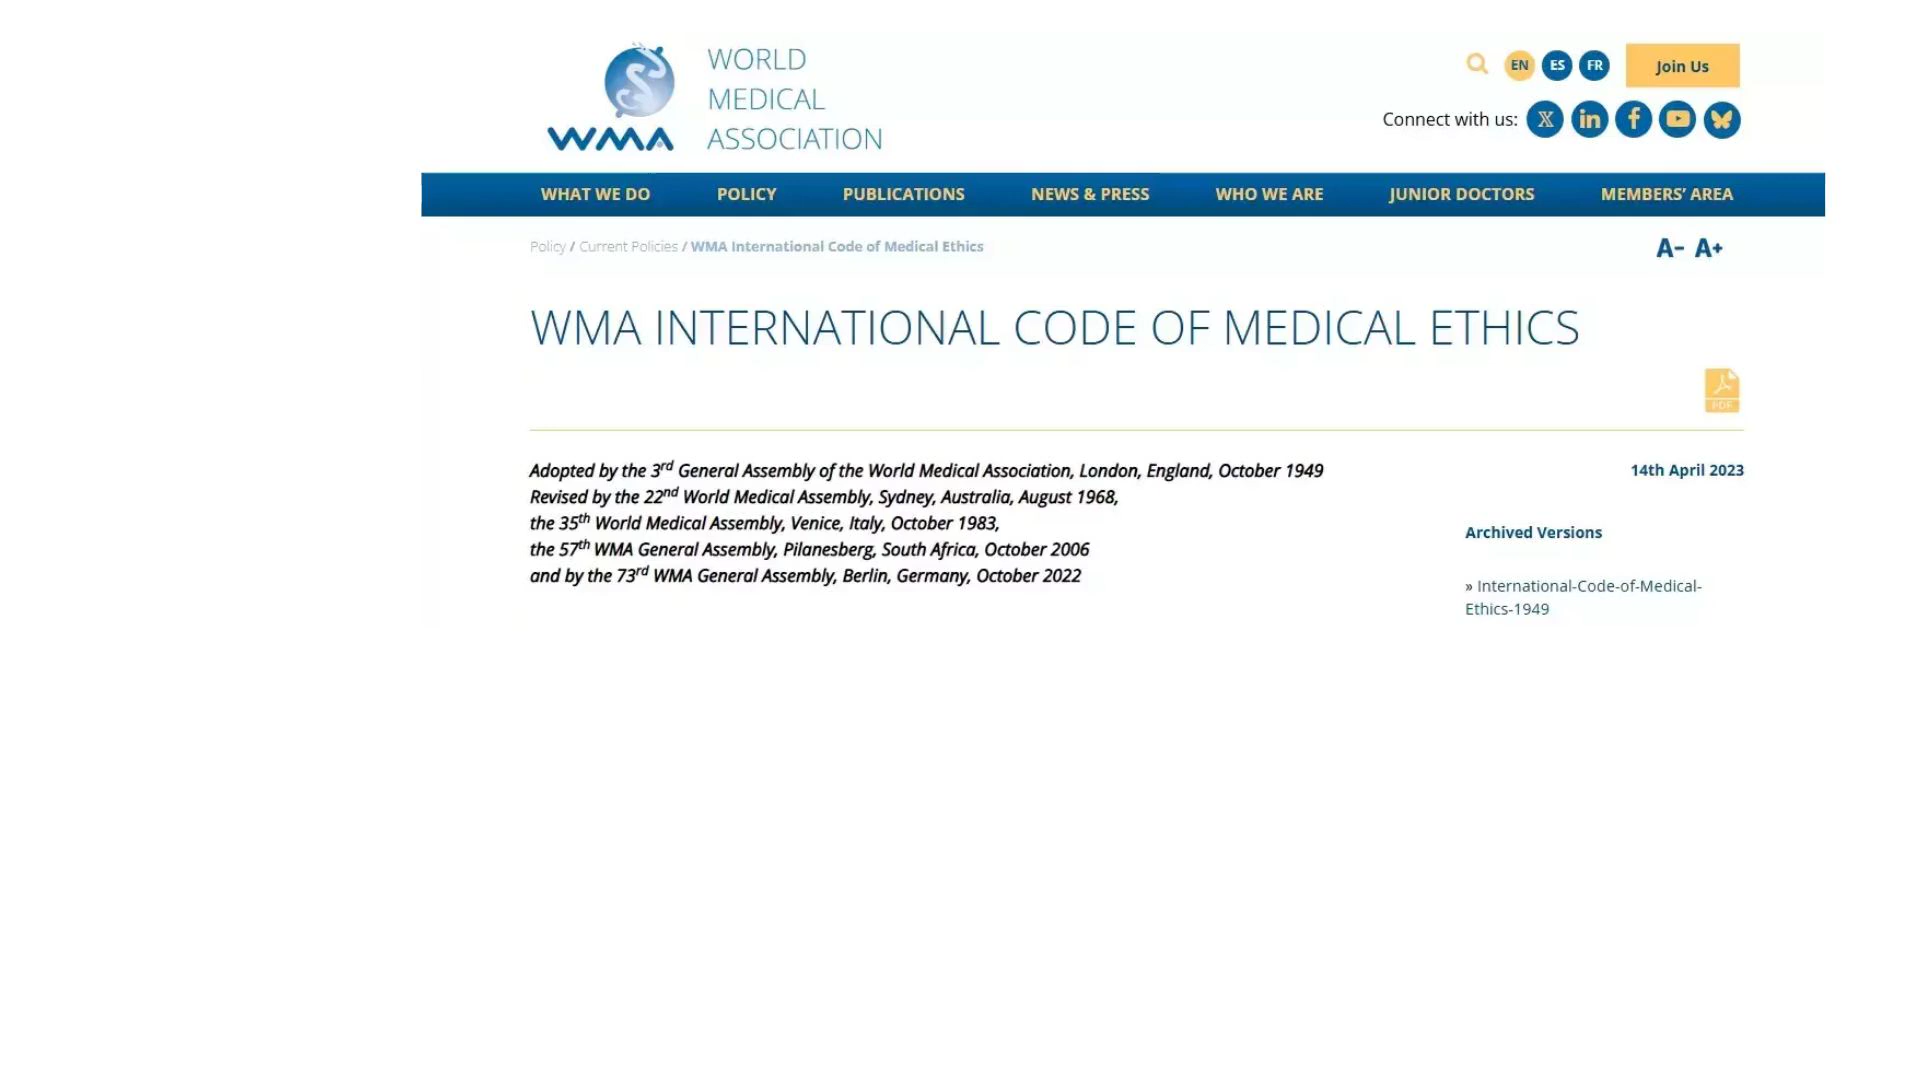 WORLD
MEDICAL
ASSOCIATION
WMA
EN ES FR Join Us
Connect with us:
WHAT WE DO POLICY PUBLICATIONS NEWS & PRESS WHO WE ARE JUNIOR DOCTORS MEMBERS’ AREA
Policy / Current Policies / WMA International Code of Medical Ethics
A- A+
WMA INTERNATIONAL CODE OF MEDICAL ETHICS
PDF
Adopted by the 3rd General Assembly of the World Medical Association, London, England, October 1949
Revised by the 22nd World Medical Assembly, Sydney, Australia, August 1968,
the 35th World Medical Assembly, Venice, Italy, October 1983,
the 57th WMA General Assembly, Pilanesberg, South Africa, October 2006
and by the 73rd WMA General Assembly, Berlin, Germany, October 2022
14th April 2023
Archived Versions
» International-Code-of-Medical-
Ethics-1949